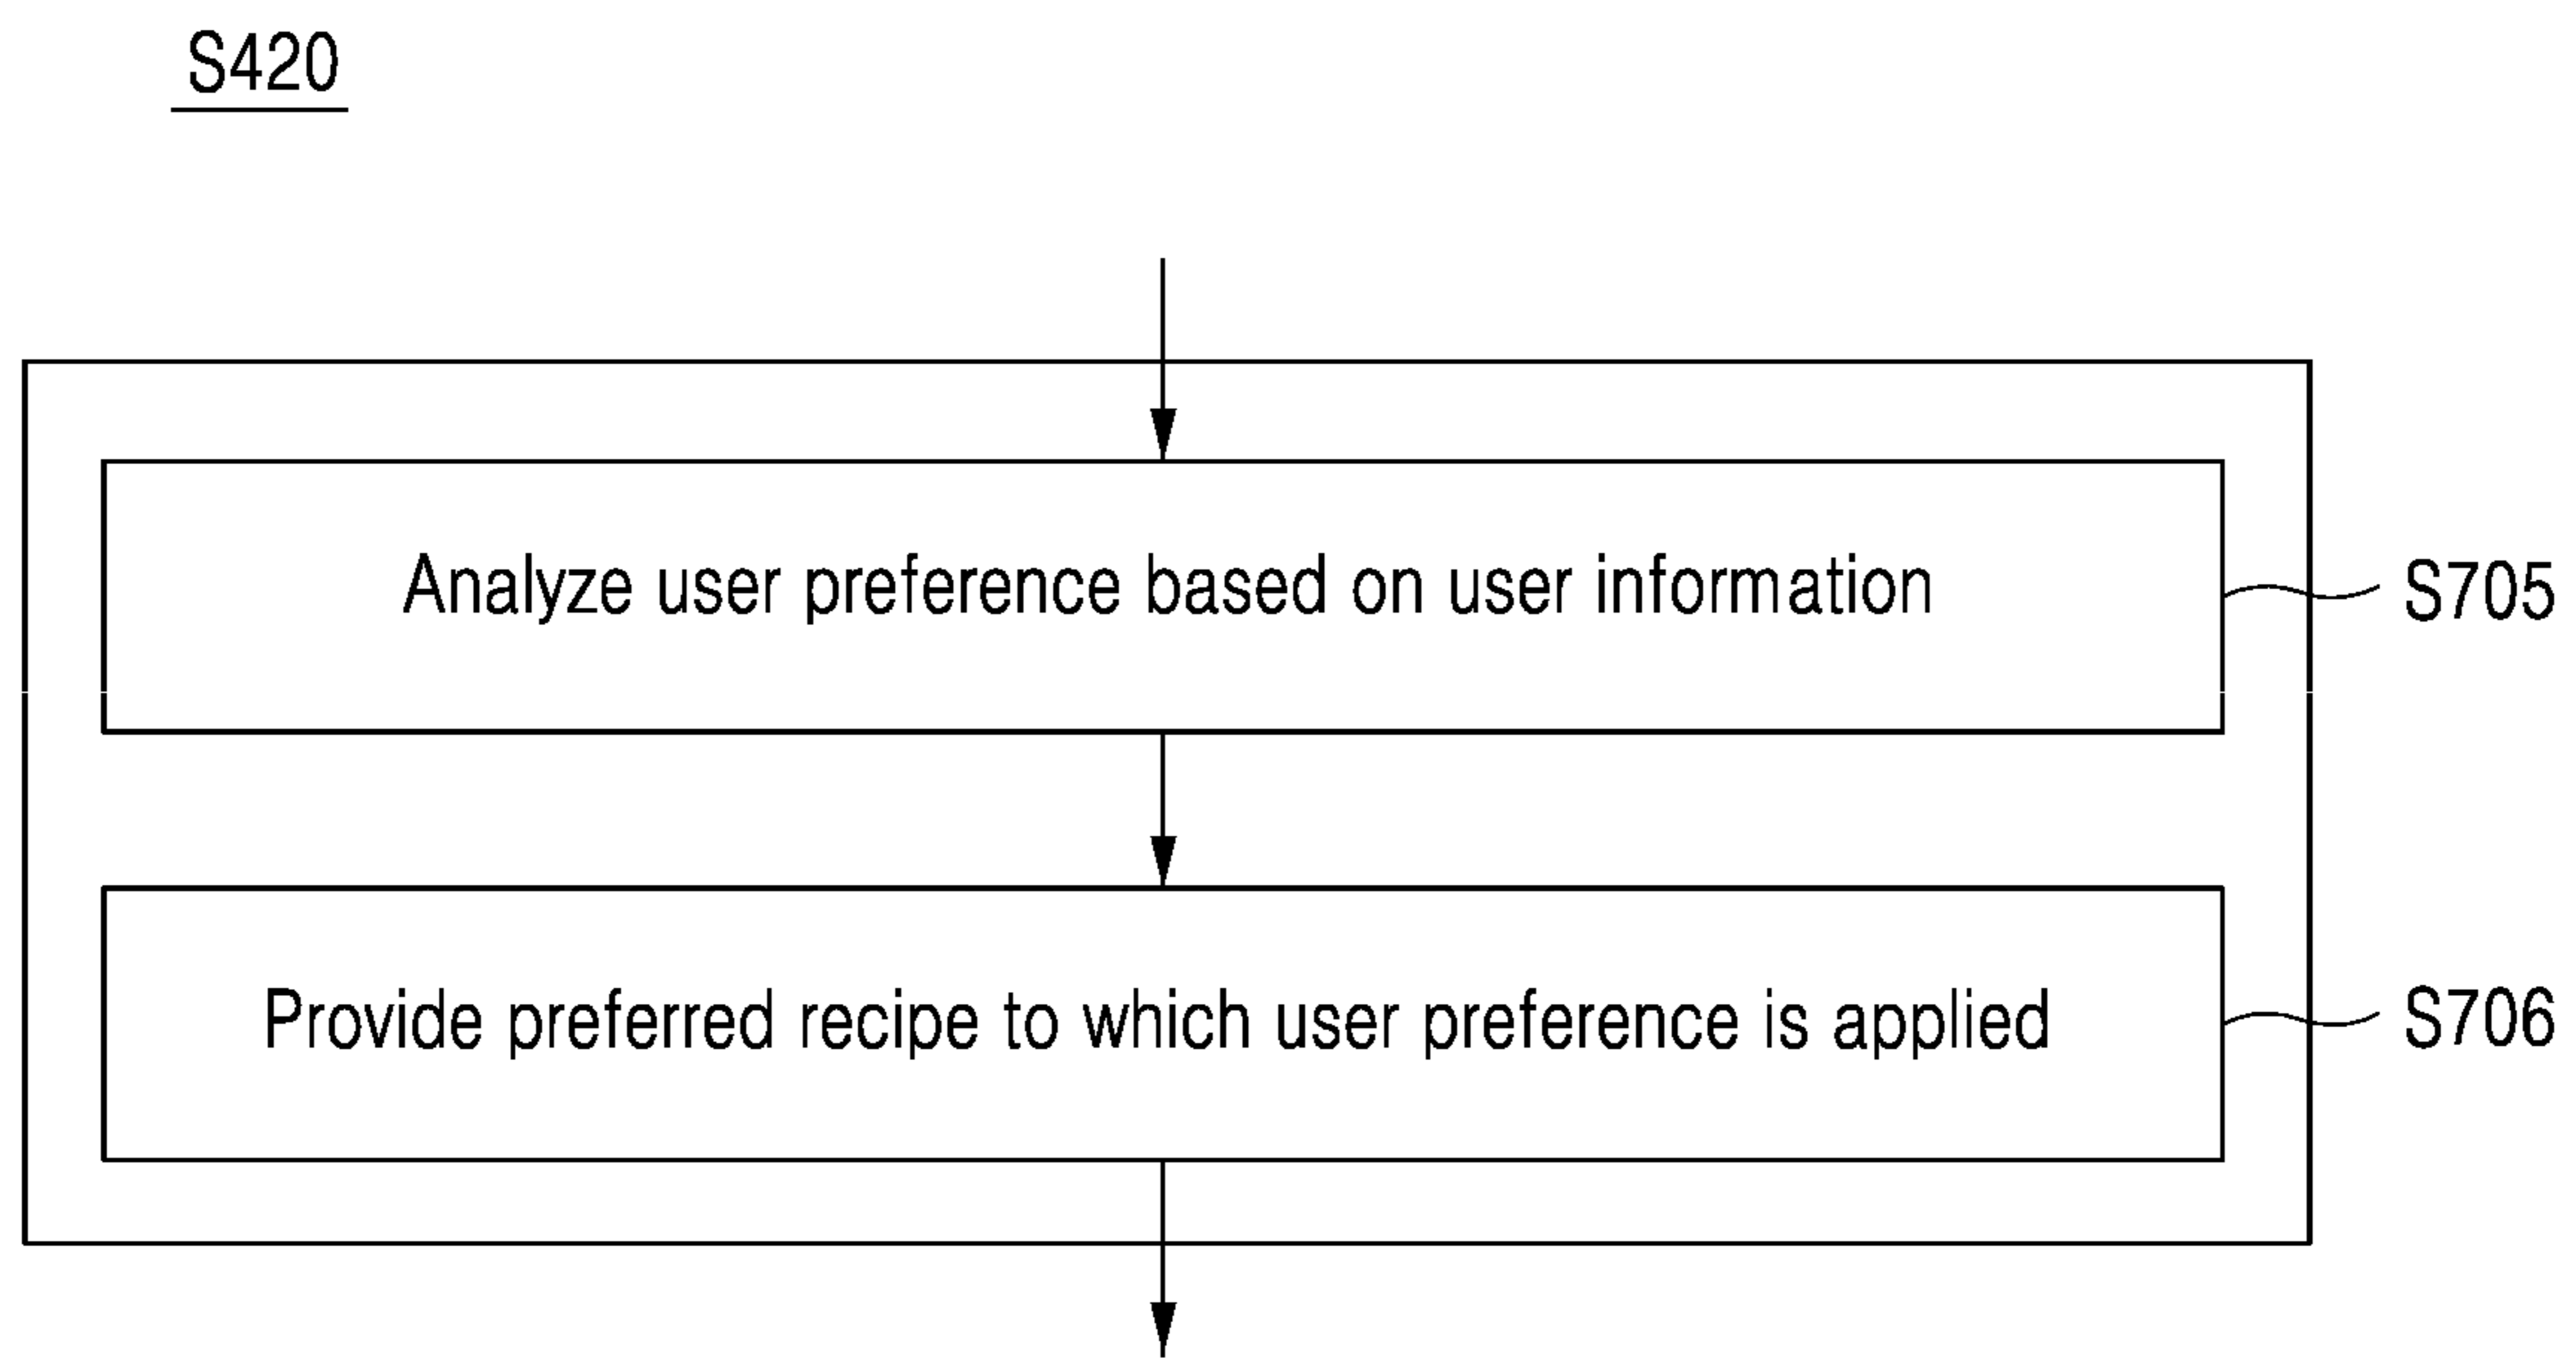 S420
Analyze user preference based on user information
S705
Provide preferred recipe to which user preference is applied
S706